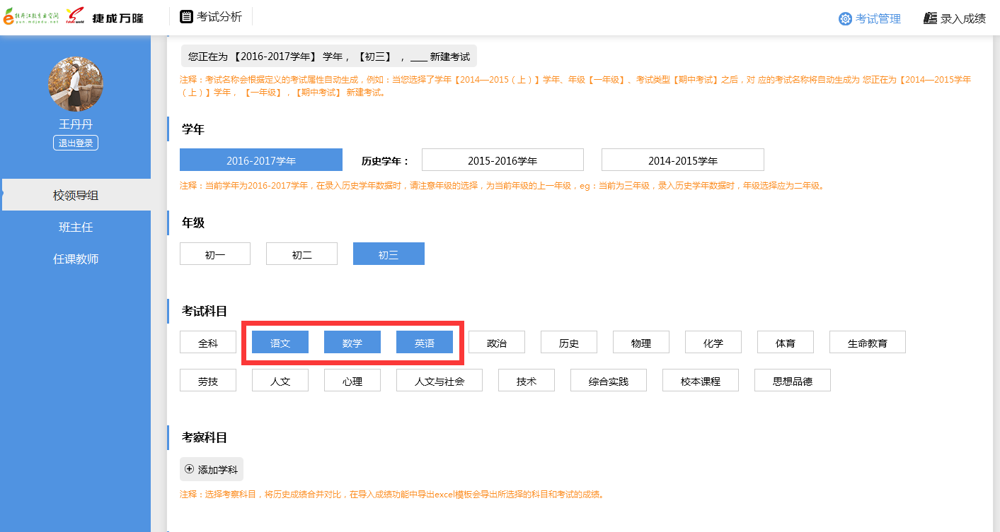 牡丹江教育云空间
yun.mdjedu.net
Future world
捷成万隆
考试分析
考试管理
录入成绩
王丹丹
退出登录
校领导组
班主任
任课教师
您正在为 【2016-2017学年】 学年， 【初三】 ， ____ 新建考试
注释：考试名称会根据定义的考试属性自动生成，例如：当您选择了学年【2014—2015（上）】学年、年级【一年级】、考试类型【期中考试】之后，对 应的考试名称将自动生成为 您正在为【2014—2015学年
（上）】学年， 【一年级】，【期中考试】 新建考试。
学年
2016-2017学年 历史学年： 2015-2016学年 2014-2015学年
注释：当前学年为2016-2017学年，在录入历史学年数据时，请注意年级的选择，为当前年级的上一年级，eg：当前为三年级，录入历史学年数据时，年级选择应为二年级。
年级
初一 初二 初三
考试科目
全科 语文 数学 英语 政治 历史 物理 化学 体育 生命教育
劳技 人文 心理 人文与社会 技术 综合实践 校本课程 思想品德
考察科目
添加学科
注释：选择考察科目，将历史成绩合并对比，在导入成绩功能中导出excel模板会导出所选择的科目和考试的成绩。